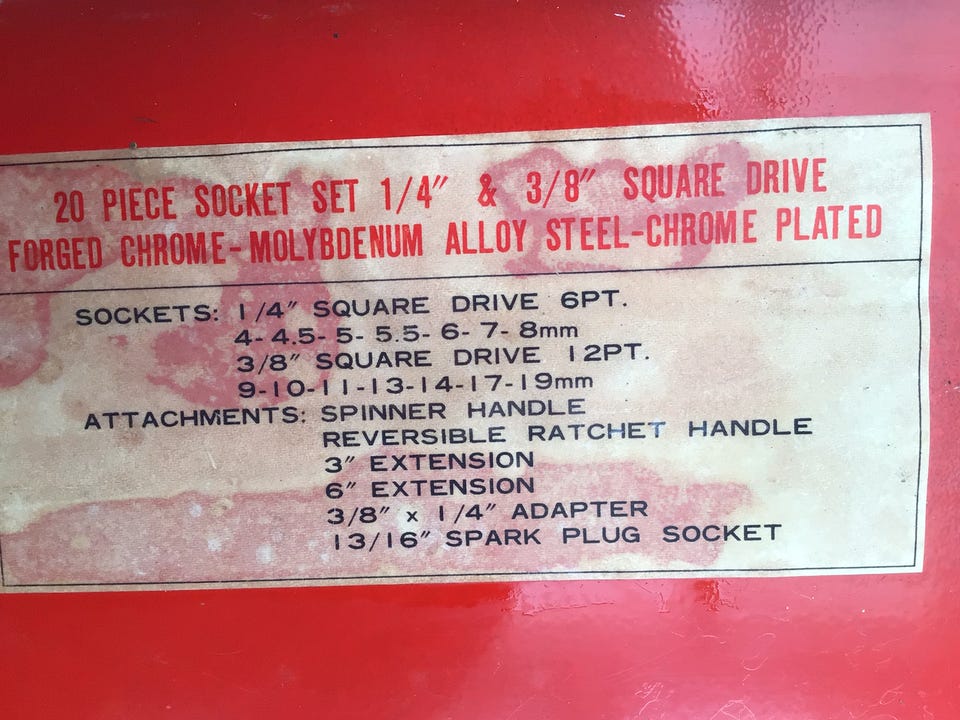 20 PIECE SOCKET SET 1/4" & 3/8" SQUARE DRIVE
FORGED CHROME-MOLYBDENUM ALLOY STEEL-CHROME PLATED
SOCKETS: 1/4" SQUARE DRIVE 6PT.
4-4.5-5-5.5-6-7-8mm
3/8" SQUARE DRIVE 12PT.
9-10-11-13-14-17-19mm
ATTACHMENTS: SPINNER HANDLE
REVERSIBLE RATCHET HANDLE
3" EXTENSION
6" EXTENSION
3/8" x 1/4" ADAPTER
13/16" SPARK PLUG SOCKET